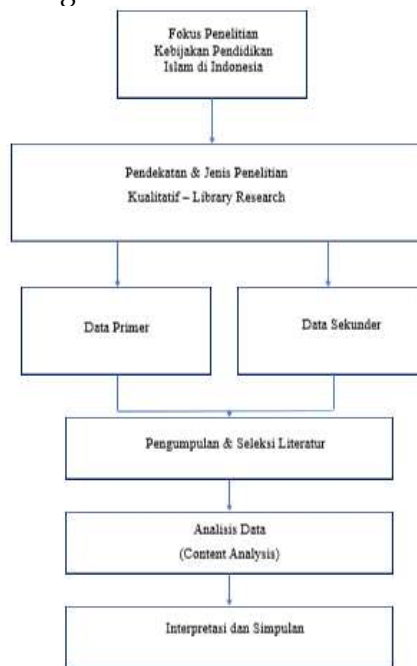 Fokus Penelitian
Kebijakan Pendidikan
Islam di Indonesia
Pendekatan & Jenis Penelitian
Kualitatif – Library Research
Data Primer
Data Sekunder
Pengumpulan & Seleksi Literatur
Analisis Data
(Content Analysis)
Interpretasi dan Simpulan